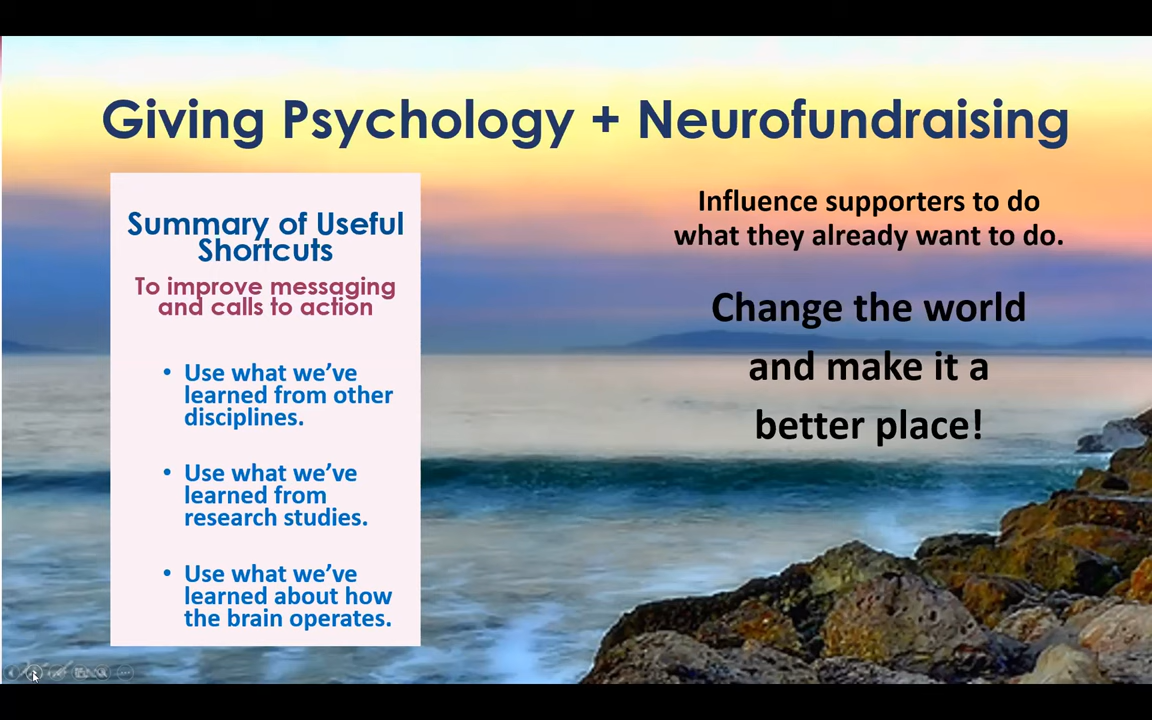 Giving Psychology + Neurofundraising
Summary of Useful
Shortcuts
To improve messaging
and calls to action
• Use what we’ve
learned from other
disciplines.
• Use what we’ve
learned from
research studies.
• Use what we’ve
learned about how
the brain operates.
Influence supporters to do
what they already want to do.
Change the world
and make it a
better place!